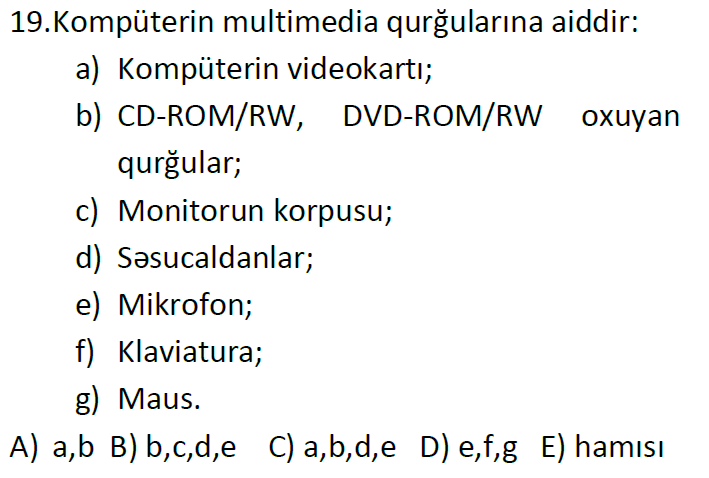 19.Kompüterin multimedia qurğularına aiddir:
a) Kompüterin videokartı;
b) CD-ROM/RW, DVD-ROM/RW oxuyan
qurğular;
c) Monitorun korpusu;
d) Səsucaldanlar;
e) Mikrofon;
f) Klaviatura;
g) Maus.
A) a,b B) b,c,d,e C) a,b,d,e D) e,f,g E) hamısı